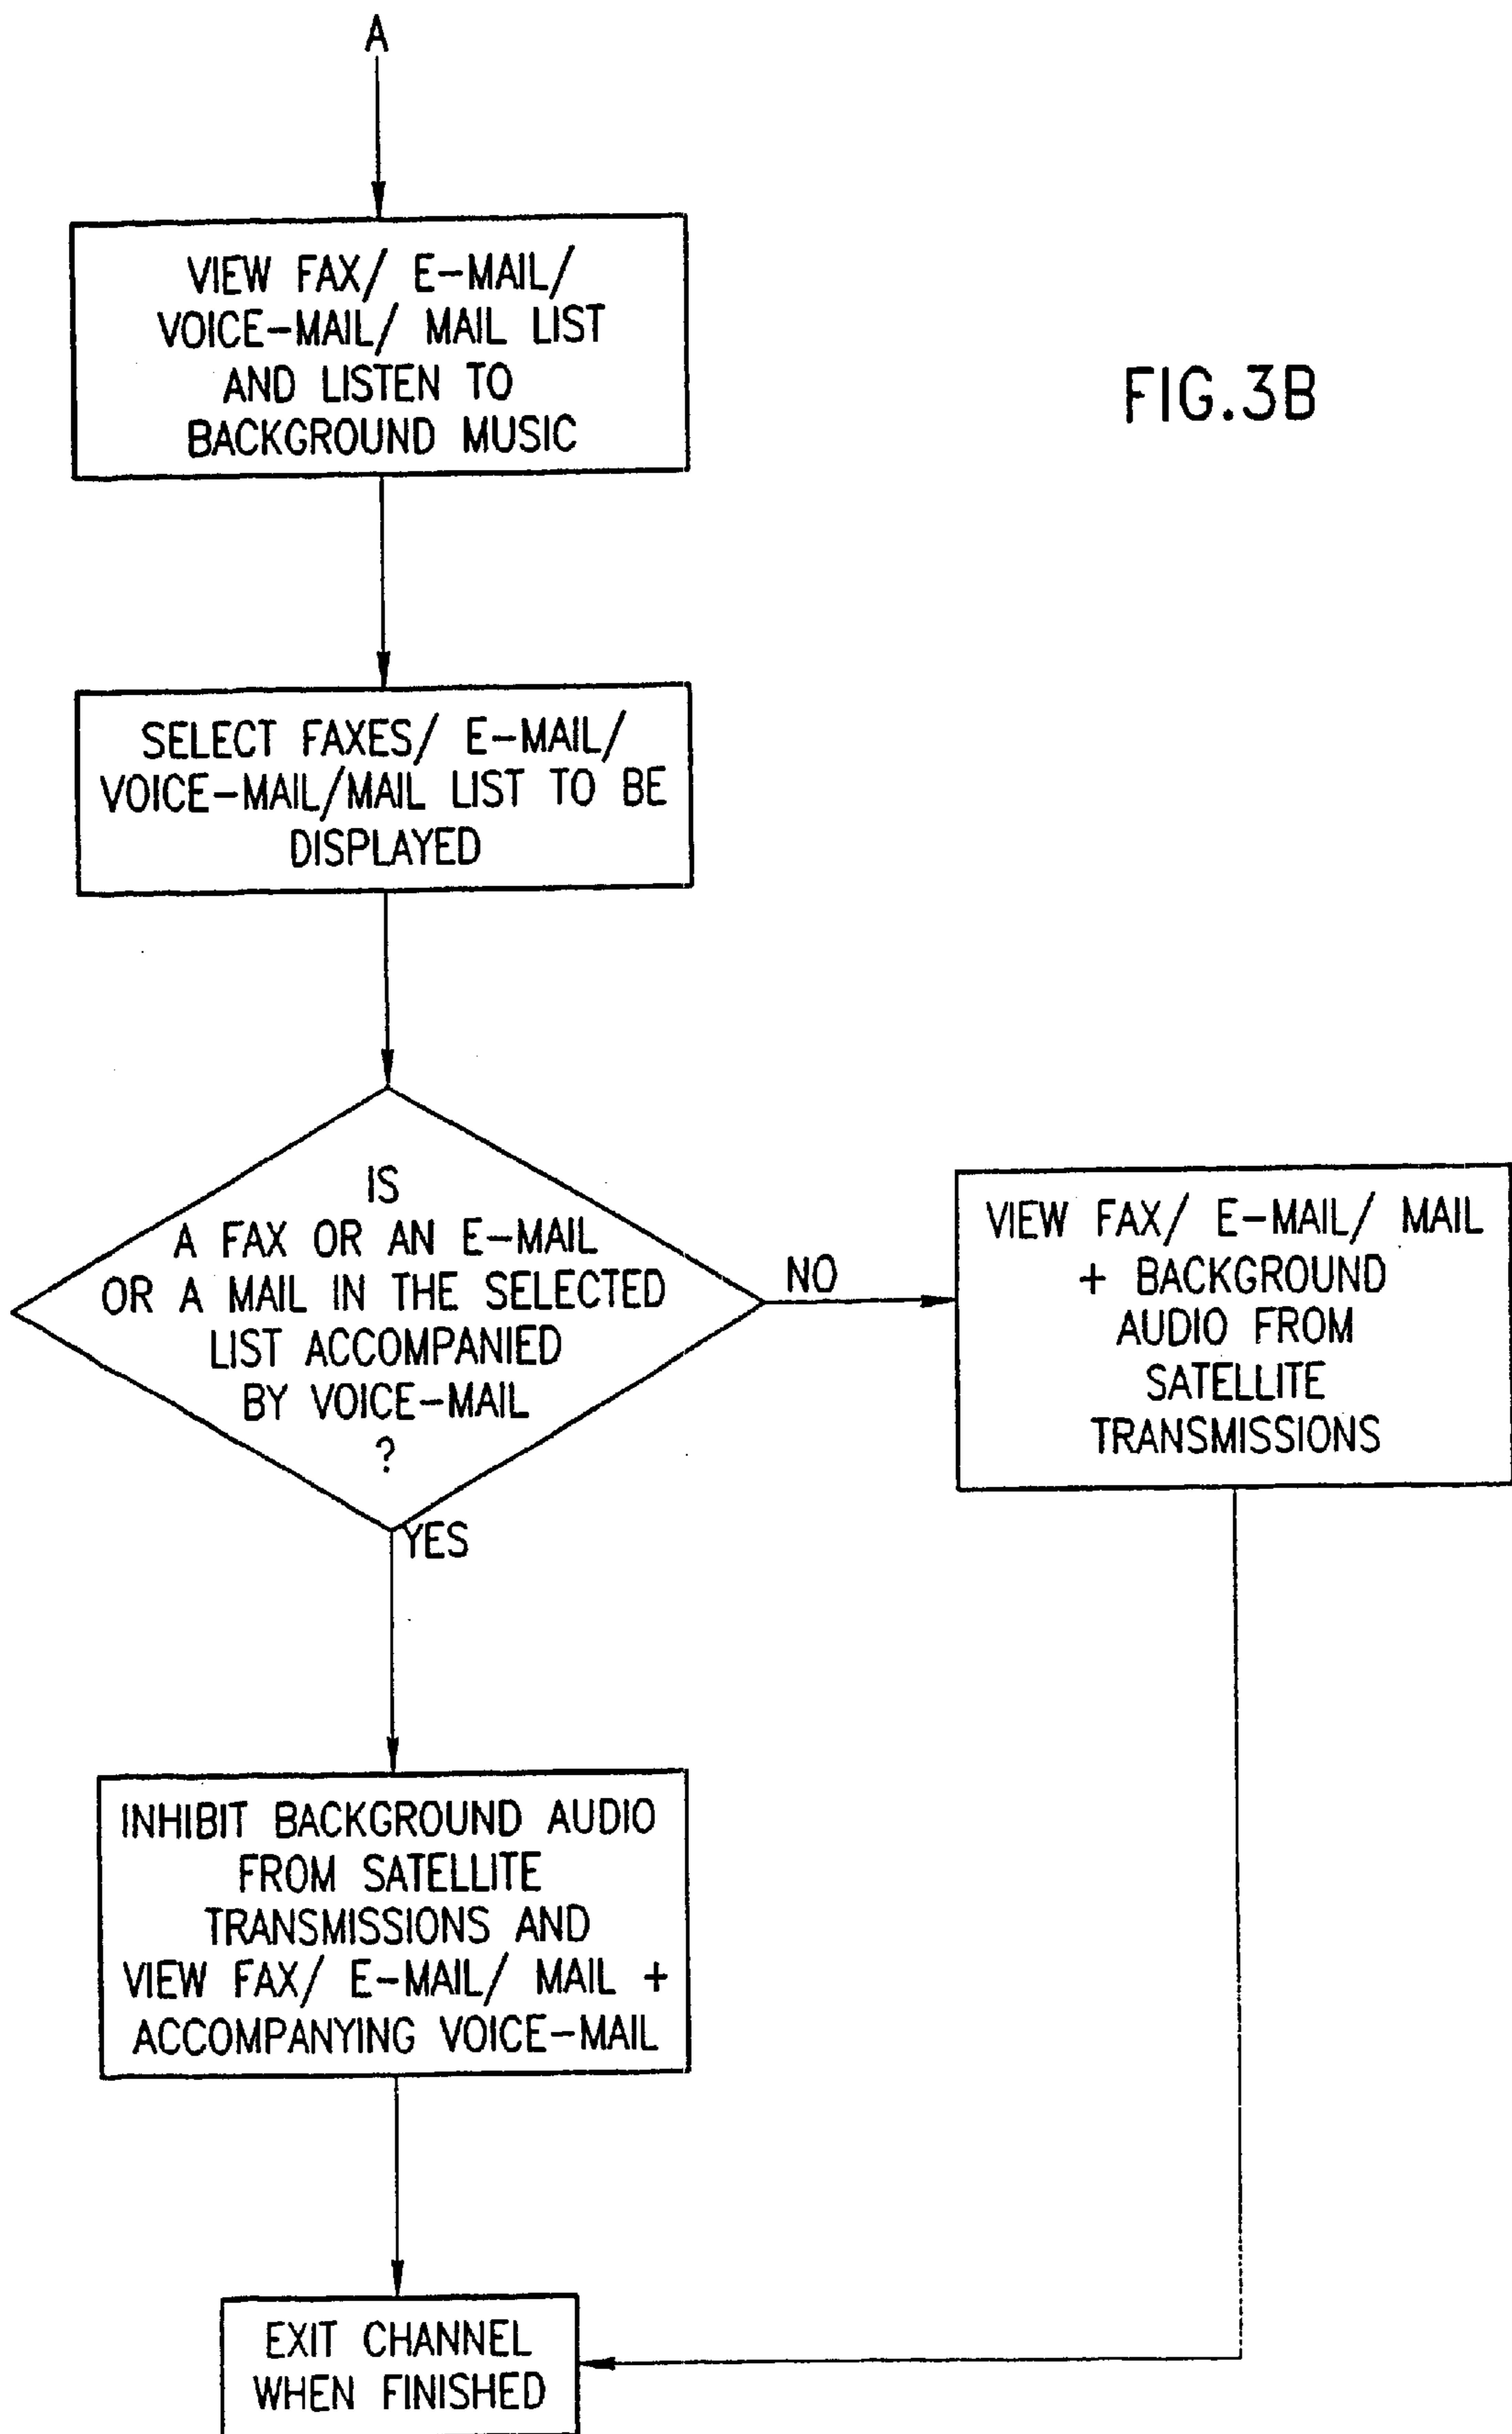 A
VIEW FAX/ E-MAIL/
VOICE-MAIL/ MAIL LIST
AND LISTEN TO
BACKGROUND MUSIC
FIG.3B
SELECT FAXES/ E-MAIL/
VOICE-MAIL/MAIL LIST TO BE
DISPLAYED
IS
A FAX OR AN E-MAIL
OR A MAIL IN THE SELECTED
LIST ACCOMPANIED
BY VOICE-MAIL
?
NO
VIEW FAX/ E-MAIL/ MAIL
+ BACKGROUND
AUDIO FROM
SATELLITE
TRANSMISSIONS
YES
INHIBIT BACKGROUND AUDIO
FROM SATELLITE
TRANSMISSIONS AND
VIEW FAX/ E-MAIL/ MAIL +
ACCOMPANYING VOICE-MAIL
EXIT CHANNEL
WHEN FINISHED